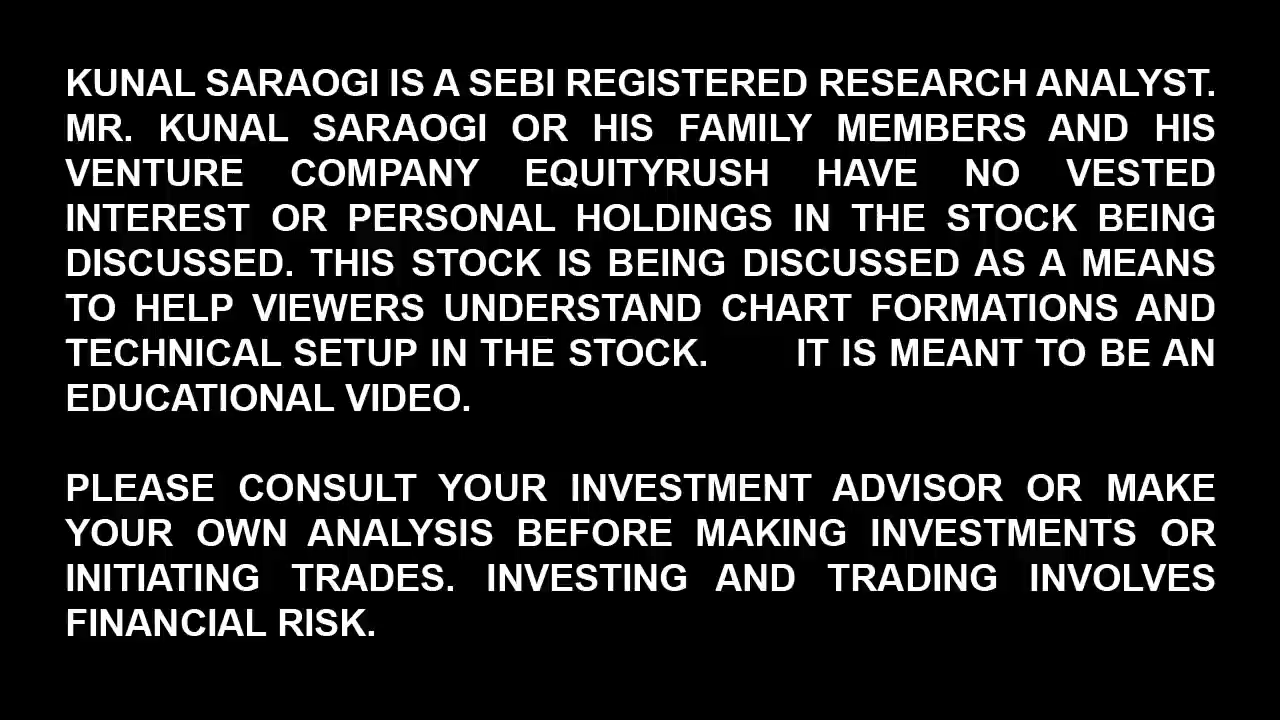 KUNAL SARAOGI IS A SEBI REGISTERED RESEARCH ANALYST.
MR. KUNAL SARAOGI OR HIS FAMILY MEMBERS AND HIS
VENTURE COMPANY EQUITYRUSH HAVE NO VESTED
INTEREST OR PERSONAL HOLDINGS IN THE STOCK BEING
DISCUSSED. THIS STOCK IS BEING DISCUSSED AS A MEANS
TO HELP VIEWERS UNDERSTAND CHART FORMATIONS AND
TECHNICAL SETUP IN THE STOCK. IT IS MEANT TO BE AN
EDUCATIONAL VIDEO.
PLEASE CONSULT YOUR INVESTMENT ADVISOR OR MAKE
YOUR OWN ANALYSIS BEFORE MAKING INVESTMENTS OR
INITIATING TRADES. INVESTING AND TRADING INVOLVES
FINANCIAL RISK.